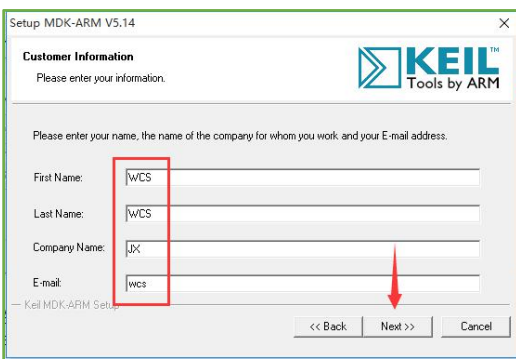 Setup MDK-ARM V5.14
Customer Information
Please enter your information.
KEIL™
Tools by ARM
Please enter your name, the name of the company for whom you work and your E-mail address.
First Name: WCS
Last Name: WCS
Company Name: JX
E-mail: wcs
Keil MDK-ARM Setup
<< Back Next >> Cancel